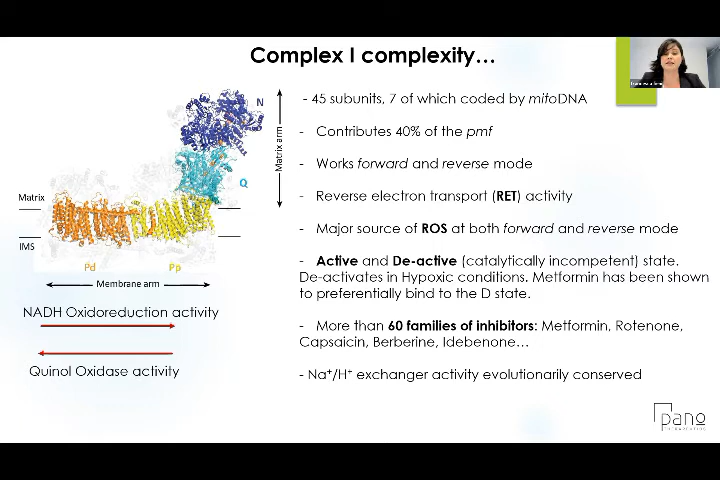 Complex I complexity…
- 45 subunits, 7 of which coded by mitoDNA
- Contributes 40% of the pmf
- Works forward and reverse mode
- Reverse electron transport (RET) activity
- Major source of ROS at both forward and reverse mode
- Active and De-active (catalytically incompetent) state.
De-activates in Hypoxic conditions. Metformin has been shown
to preferentially bind to the D state.
- More than 60 families of inhibitors: Metformin, Rotenone,
Capsaicin, Berberine, Idebenone…
- Na⁺/H⁺ exchanger activity evolutionarily conserved
N
Matrix arm
Q
Matrix
IMS
Pd
Pp
Membrane arm
NADH Oxidoreduction activity
Quinol Oxidase activity
pano
THERAPEUTICS